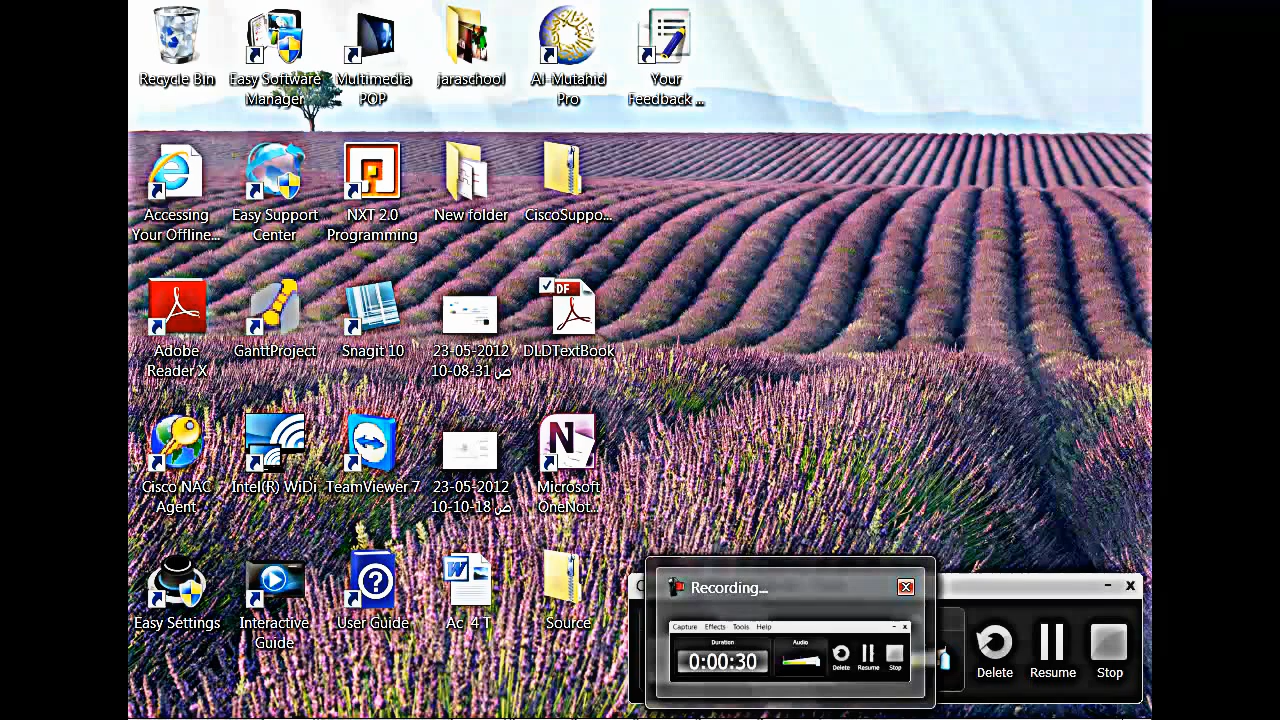 Recycle Bin
Easy Software
Manager
Multimedia
POP
jaraschool
Al-Mutahid
Pro
Your
Feedback ...
Accessing
Your Offline...
Easy Support
Center
NXT 2.0
Programming
New folder
CiscoSuppo...
Adobe
Reader X
GanttProject
Snagit 10
23-05-2012
10-08-31 ص
DF
DLDTextBook
Cisco NAC
Agent
Intel(R) WiDi
TeamViewer 7
23-05-2012
10-10-18 ص
N
Microsoft
OneNot...
Easy Settings
Interactive
Guide
User Guide
Ac_4 T
Source
Recording...
Capture Effects Tools Help
Duration
0:00:30
Audio
Delete
Resume
Stop
Delete
Resume
Stop